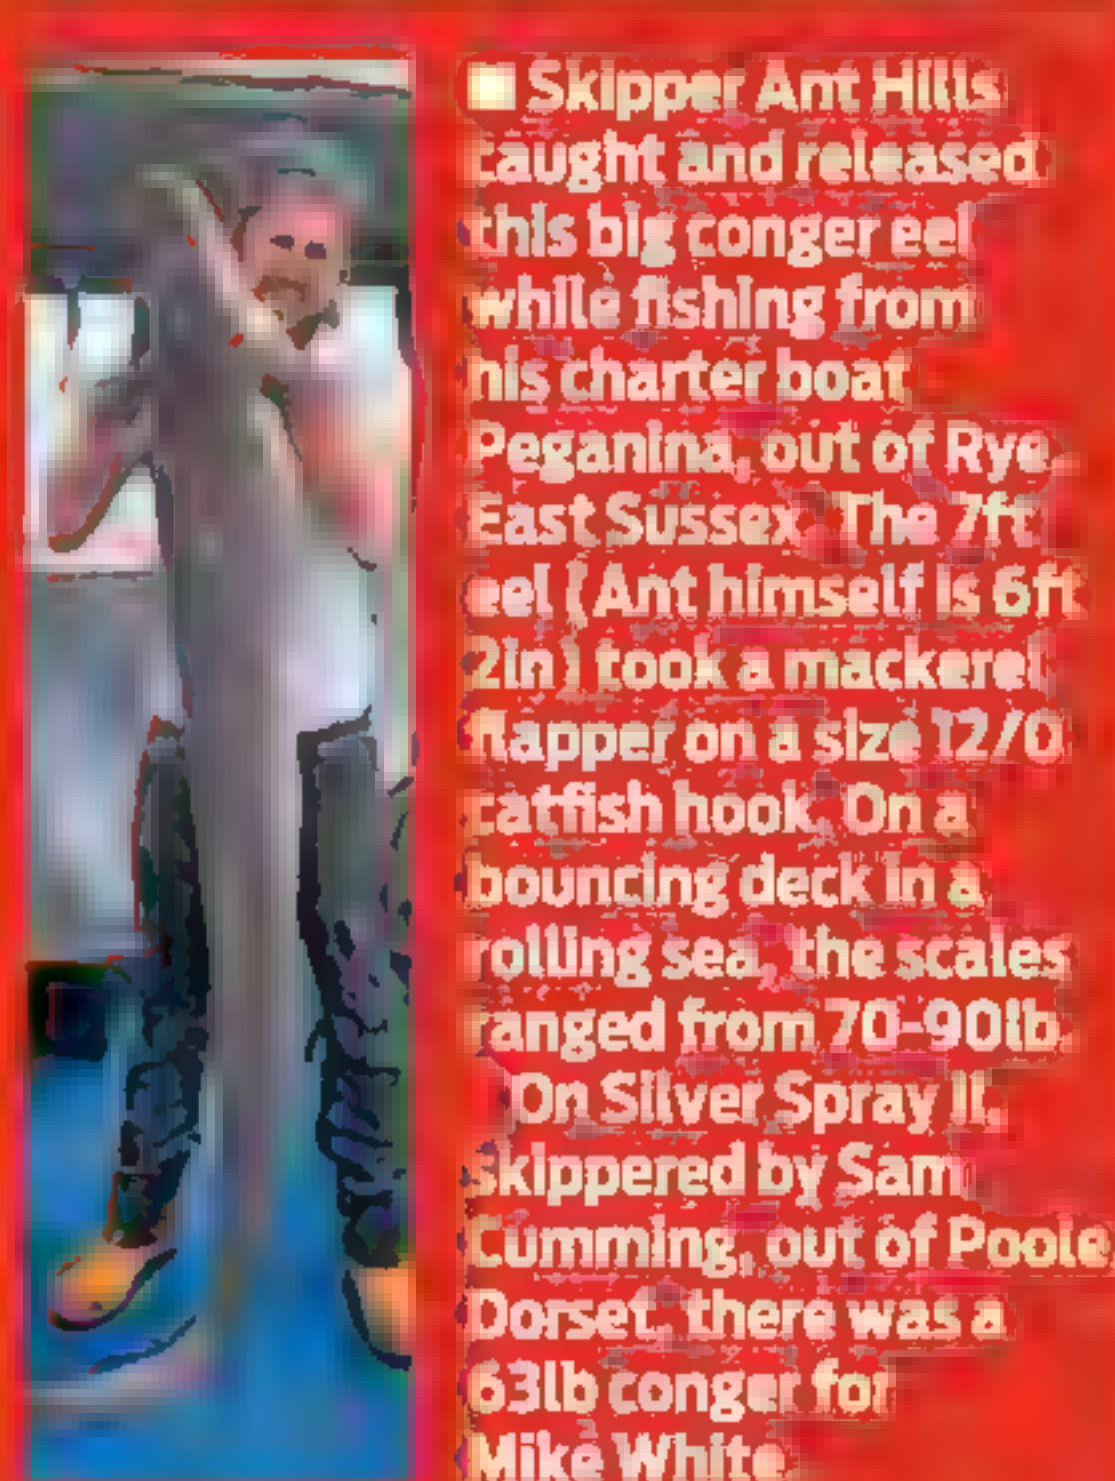 ■ Skipper Ant Hills
caught and released
this big conger eel
while fishing from
his charter boat
Peganina, out of Rye,
East Sussex. The 7ft
eel (Ant himself is 6ft
2in) took a mackerel
flapper on a size 12/0
catfish hook. On a
bouncing deck in a
rolling sea, the scales
ranged from 70-90lb.
On Silver Spray II,
skippered by Sam
Cumming, out of Poole,
Dorset, there was a
63lb conger for
Mike White